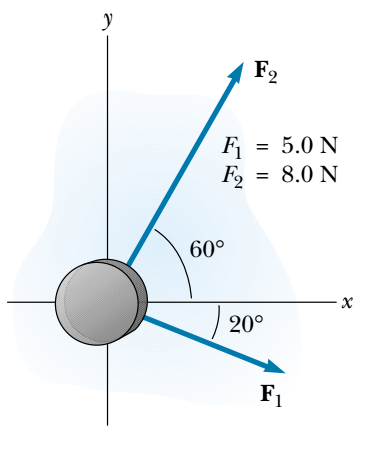 y
F₂
F₁ = 5.0 N
F₂ = 8.0 N
60°
x
20°
F₁